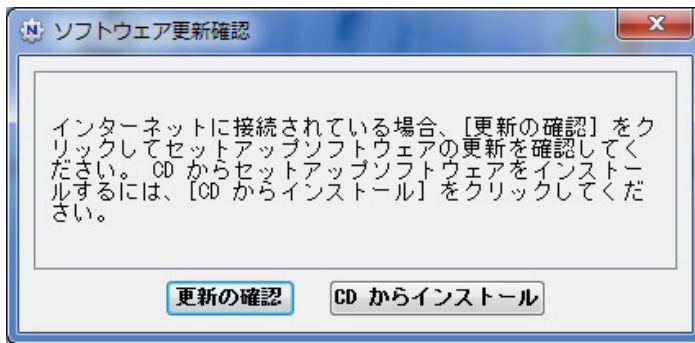 ソフトウェア更新確認
インターネットに接続されている場合、[更新の確認] をク
リックしてセットアップソフトウェアの更新を確認してく
ださい。 CD からセットアップソフトウェアをインストー
ルするには、[CD からインストール] をクリックしてくだ
さい。
更新の確認 CD からインストール